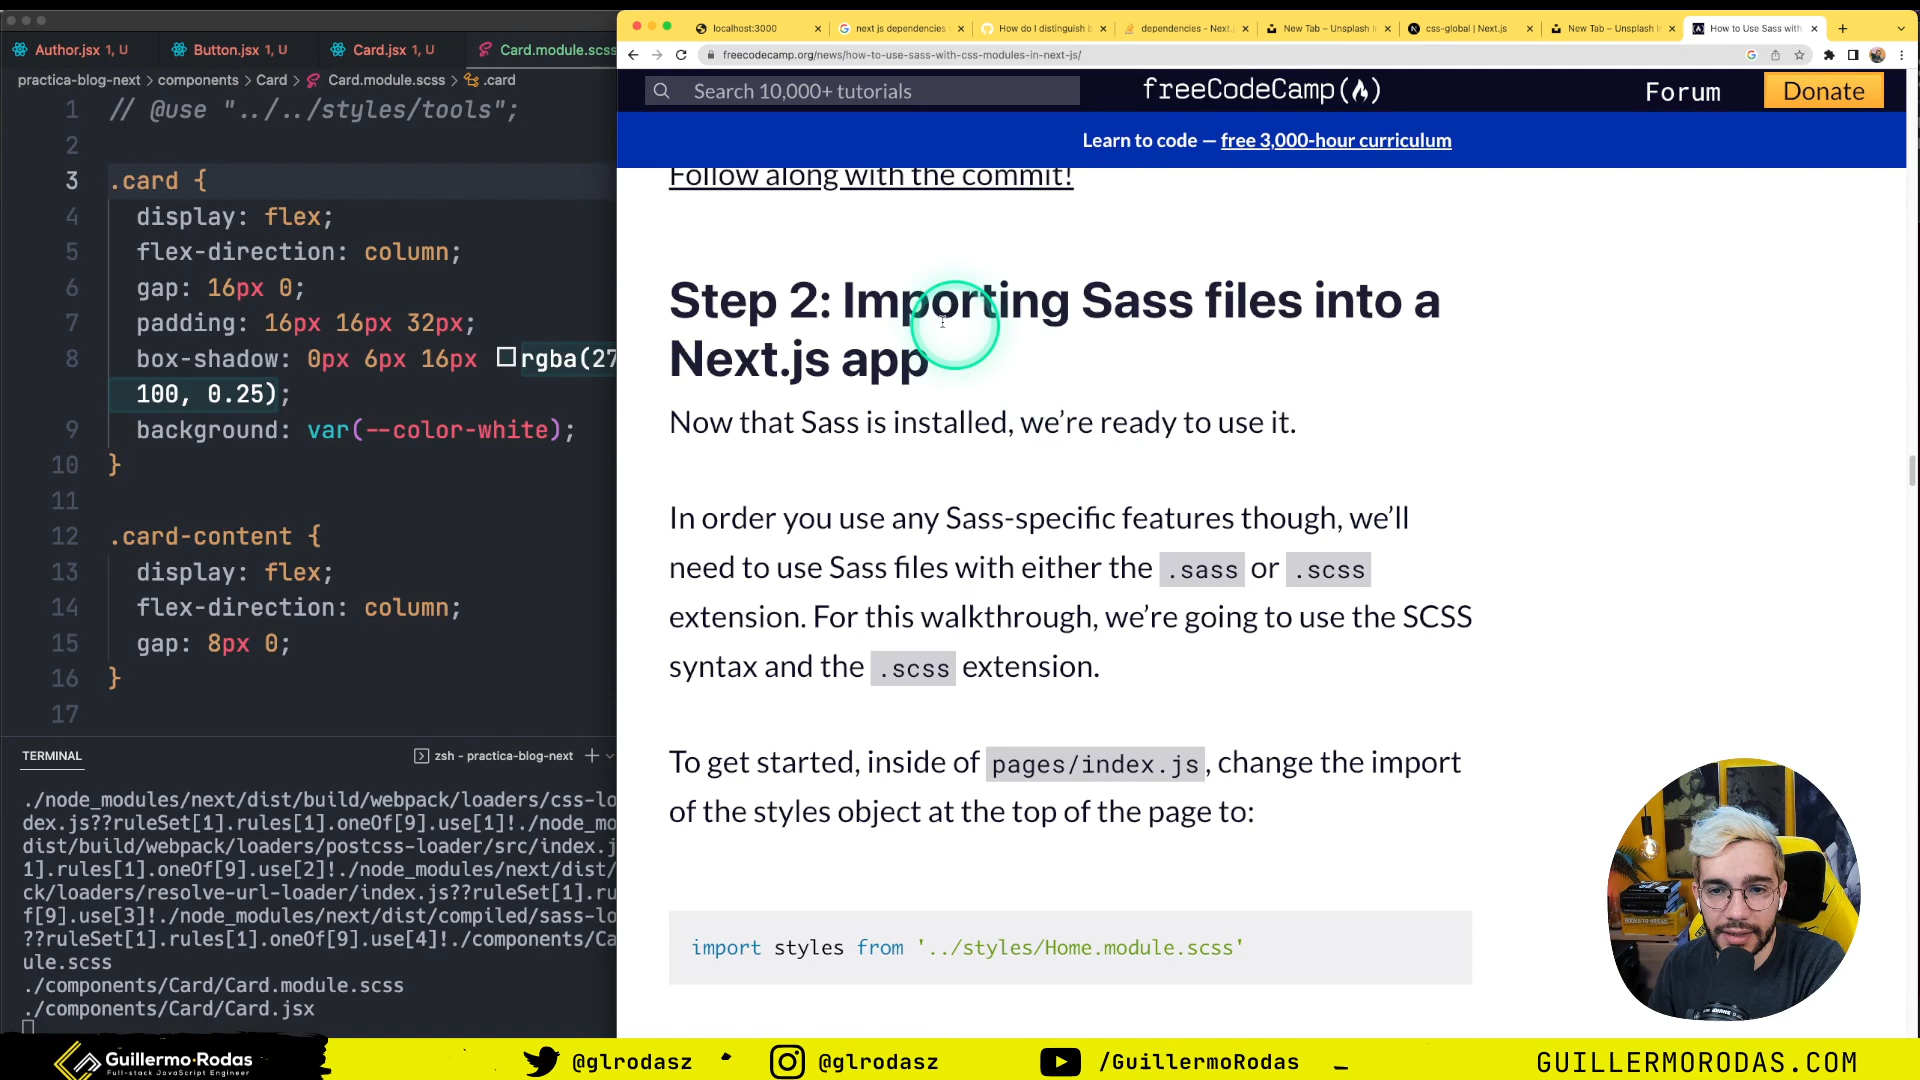 Author.jsx 1, U
Button.jsx 1, U
Card.jsx 1, U
Card.module.scss
practica-blog-next > components > Card > Card.module.scss > .card
1 // @use "../../styles/tools";
2
3 .card {
4 display: flex;
5 flex-direction: column;
6 gap: 16px 0;
7 padding: 16px 16px 32px;
8 box-shadow: 0px 6px 16px rgba(27
100, 0.25);
9 background: var(--color-white);
10 }
11
12 .card-content {
13 display: flex;
14 flex-direction: column;
15 gap: 8px 0;
16 }
17
TERMINAL
zsh - practica-blog-next
./node_modules/next/dist/build/webpack/loaders/css-lo
dex.js??ruleSet[1].rules[1].oneOf[9].use[1]!./node_mo
dist/build/webpack/loaders/postcss-loader/src/index.j
1].rules[1].oneOf[9].use[2]!./node_modules/next/dist/
ck/loaders/resolve-url-loader/index.js??ruleSet[1].ru
f[9].use[3]!./node_modules/next/dist/compiled/sass-lo
??ruleSet[1].rules[1].oneOf[9].use[4]!./components/Ca
ule.scss
./components/Card/Card.module.scss
./components/Card/Card.jsx
localhost:3000
next js dependencies
How do I distinguish b
dependencies - Next.
New Tab – Unsplash I
css-global | Next.js
New Tab – Unsplash I
How to Use Sass with
freecodecamp.org/news/how-to-use-sass-with-css-modules-in-next-js/
Search 10,000+ tutorials
freeCodeCamp
Forum
Donate
Learn to code — free 3,000-hour curriculum
Follow along with the commit!
Step 2: Importing Sass files into a
Next.js app
Now that Sass is installed, we’re ready to use it.
In order you use any Sass-specific features though, we’ll
need to use Sass files with either the .sass or .scss
extension. For this walkthrough, we’re going to use the SCSS
syntax and the .scss extension.
To get started, inside of pages/index.js, change the import
of the styles object at the top of the page to:
import styles from '../styles/Home.module.scss'
Guillermo Rodas
Full-stack JavaScript Engineer
@glrodasz
@glrodasz
/GuillermoRodas
GUILLERMORODAS.COM